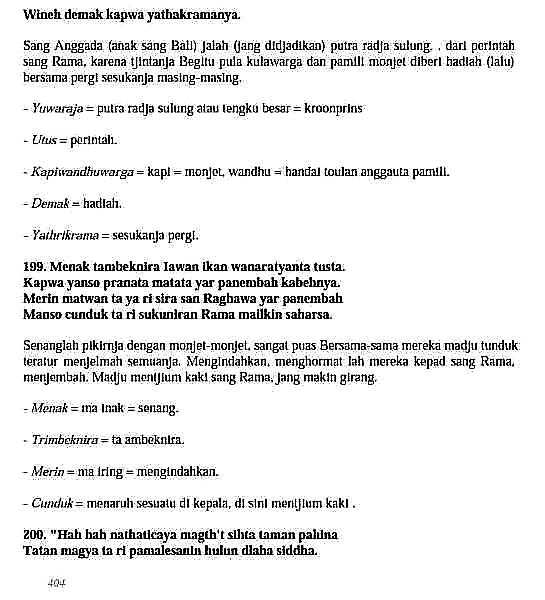 Wineh demak kapwa yathakramanya.
Sang Anggada (anak sang Bali) jalah (jang didjadikan) putra radja sulung, . dari perintah
sang Rama, karena tjintanja Begitu pula kulawarga dan pamili monjet diberi hadiah (lalu)
bersama pergi sesukanja masing-masing.
- Yuwaraja = putra radja sulung atau tengku besar = kroonprins
- Utus = perintah.
- Kapiwandhuwarga = kapi = monjet, wandhu = handai toulan anggauta pamili.
- Demak = hadiah.
- Yathrikrama = sesukanja pergi.
199. Menak tambeknira lawan ikan wanaratyanta tusta.
Kapwa yanso pranata matata yar panembah kabehnya.
Merin matwan ta ya ri sira san Raghawa yar panembah
Manso cunduk ta ri sukuniran Rama mallkin saharsa.
Senanglah pikirnja dengan monjet-monjet, sangat puas Bersama-sama mereka madju tunduk
teratur menjelmah semuanja. Mengindahkan, menghormat lah mereka kepad sang Rama,
menjembah. Madju mentjium kaki sang Rama, jang makin girang.
- Menak = ma inak = senang.
- Trimbeknira = ta ambeknira.
- Merin = ma iring = mengindahkan.
- Cunduk = menaruh sesuatu di kepala, di sini mentjium kaki .
200. "Hah hah nathaticaya magth't sihta taman pahina
Tatan magya ta ri pamalesanin hulun dlaha siddha.
404